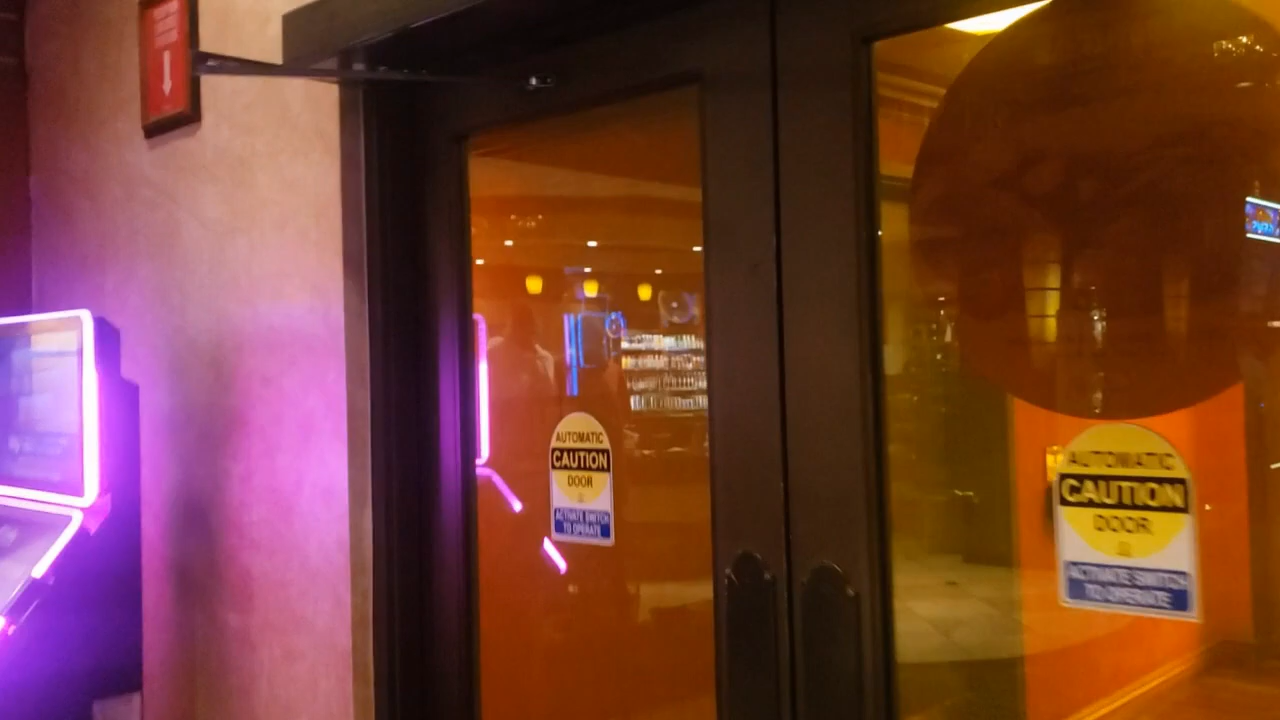 AUTOMATIC
CAUTION
DOOR
ACTIVATE SWITCH
TO OPERATE
AUTOMATIC
CAUTION
DOOR
ACTIVATE SWITCH
TO OPERATE